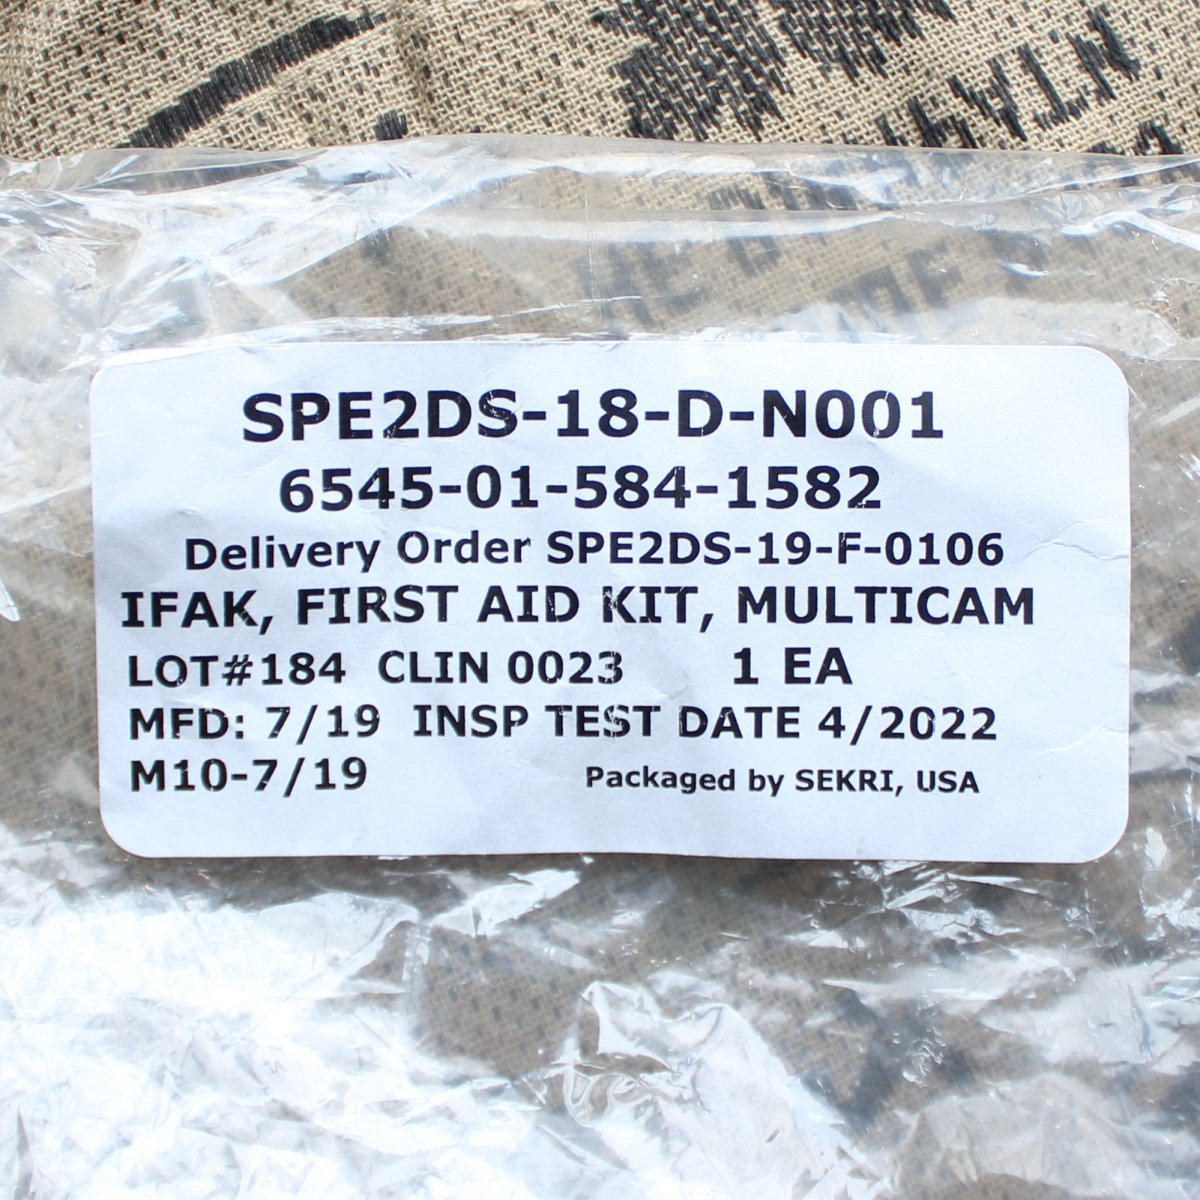 SPE2DS-18-D-N001
6545-01-584-1582
Delivery Order SPE2DS-19-F-0106
IFAK, FIRST AID KIT, MULTICAM
LOT#184 CLIN 0023 1 EA
MFD: 7/19 INSP TEST DATE 4/2022
M10-7/19 Packaged by SEKRI, USA